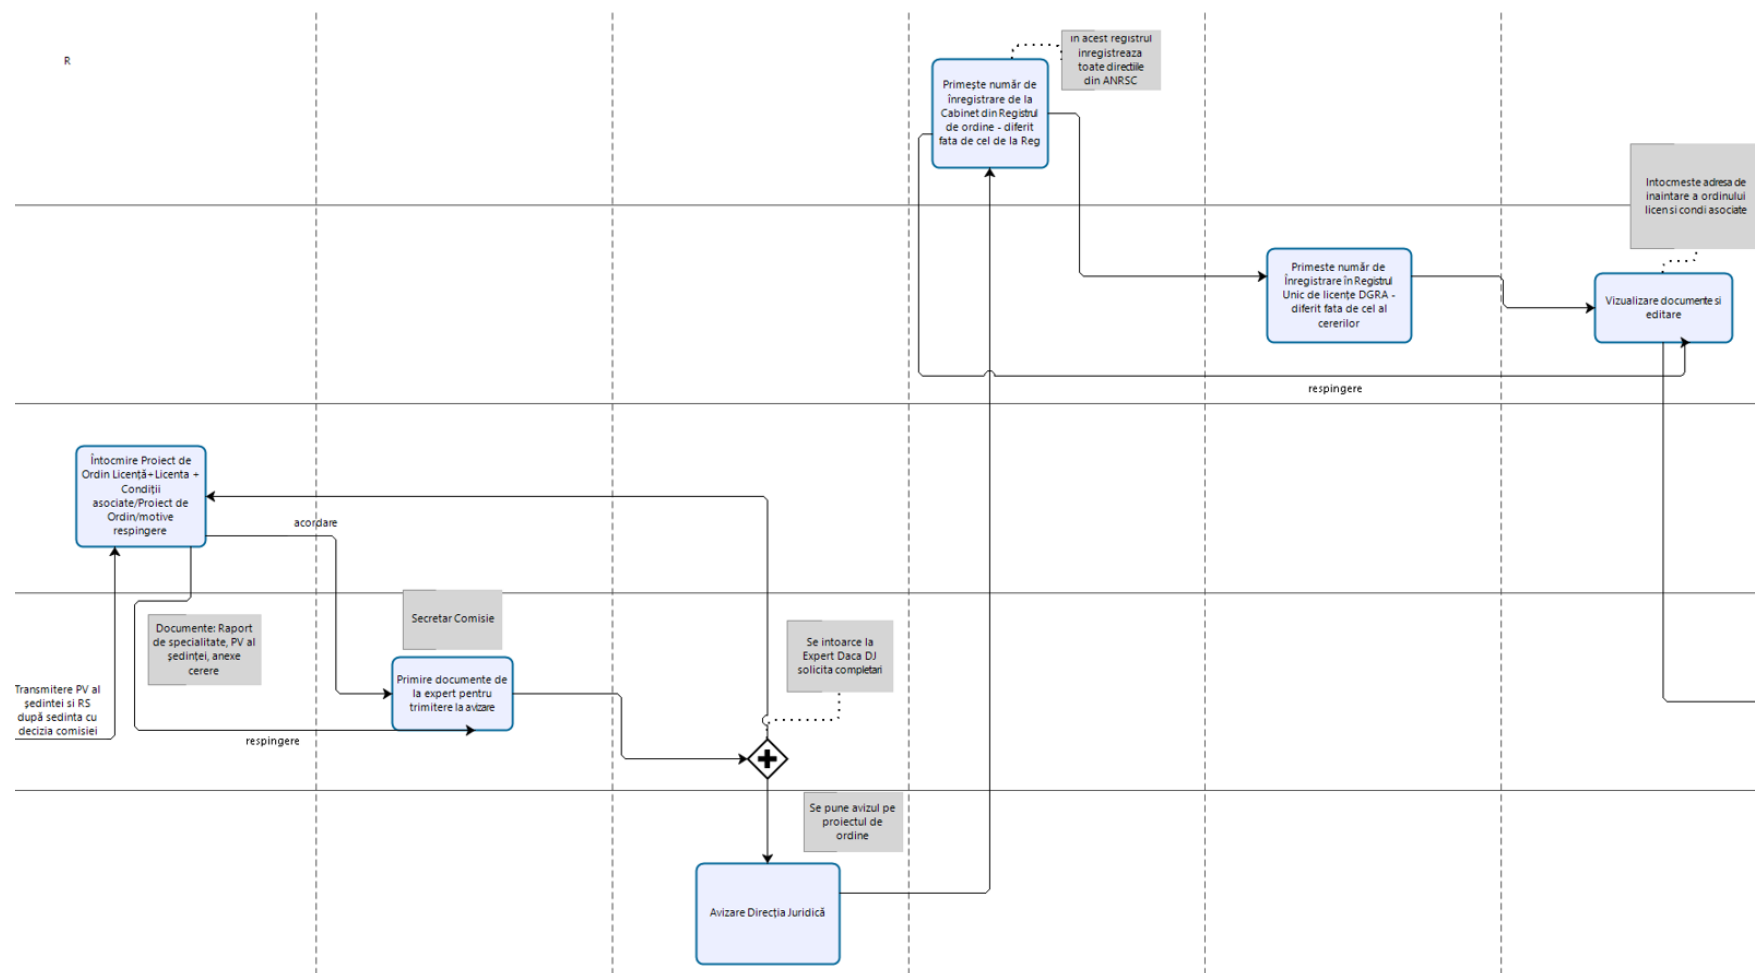 R
in acest registrul
inregistreaza
toate directiile
din ANRSC
Primește număr de
înregistrare de la
Cabinet din Registrul
de ordine - diferit
fata de cel de la Reg
Intocmeste adresa de
inaintare a ordinului
licen si condi asociate
Primeste număr de
Înregistrare în Registrul
Unic de licențe DGRA -
diferit fata de cel al
cererilor
Vizualizare documente si
editare
respingere
Întocmire Proiect de
Ordin Licență+Licenta +
Condiții
asociate/Proiect de
Ordin/motive
respingere
acordare
Documente: Raport
de specialitate, PV al
ședinței, anexe
cerere
Secretar Comisie
Se intoarce la
Expert Daca DJ
solicita completari
Transmitere PV al
ședintei si RS
după sedinta cu
decizia comisiei
Primire documente de
la expert pentru
trimitere la avizare
respingere
Se pune avizul pe
proiectul de
ordine
Avizare Direcția Juridică